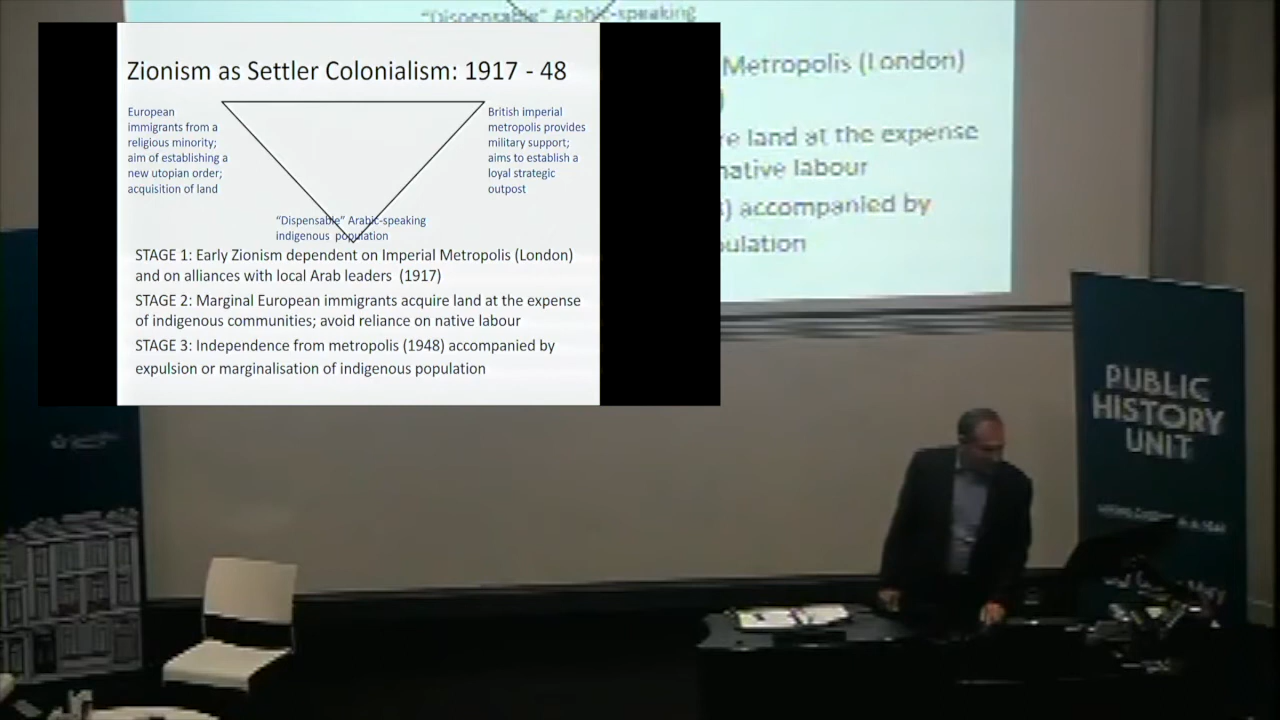 "Dispensable" Arabic-speaking
Metropolis (London)
)
re land at the expense
native labour
) accompanied by
pulation
Zionism as Settler Colonialism: 1917 - 48
European
immigrants from a
religious minority;
aim of establishing a
new utopian order;
acquisition of land
British imperial
metropolis provides
military support;
aims to establish a
loyal strategic
outpost
“Dispensable” Arabic-speaking
indigenous population
STAGE 1: Early Zionism dependent on Imperial Metropolis (London)
and on alliances with local Arab leaders (1917)
STAGE 2: Marginal European immigrants acquire land at the expense
of indigenous communities; avoid reliance on native labour
STAGE 3: Independence from metropolis (1948) accompanied by
expulsion or marginalisation of indigenous population
PUBLIC
HISTORY
UNIT